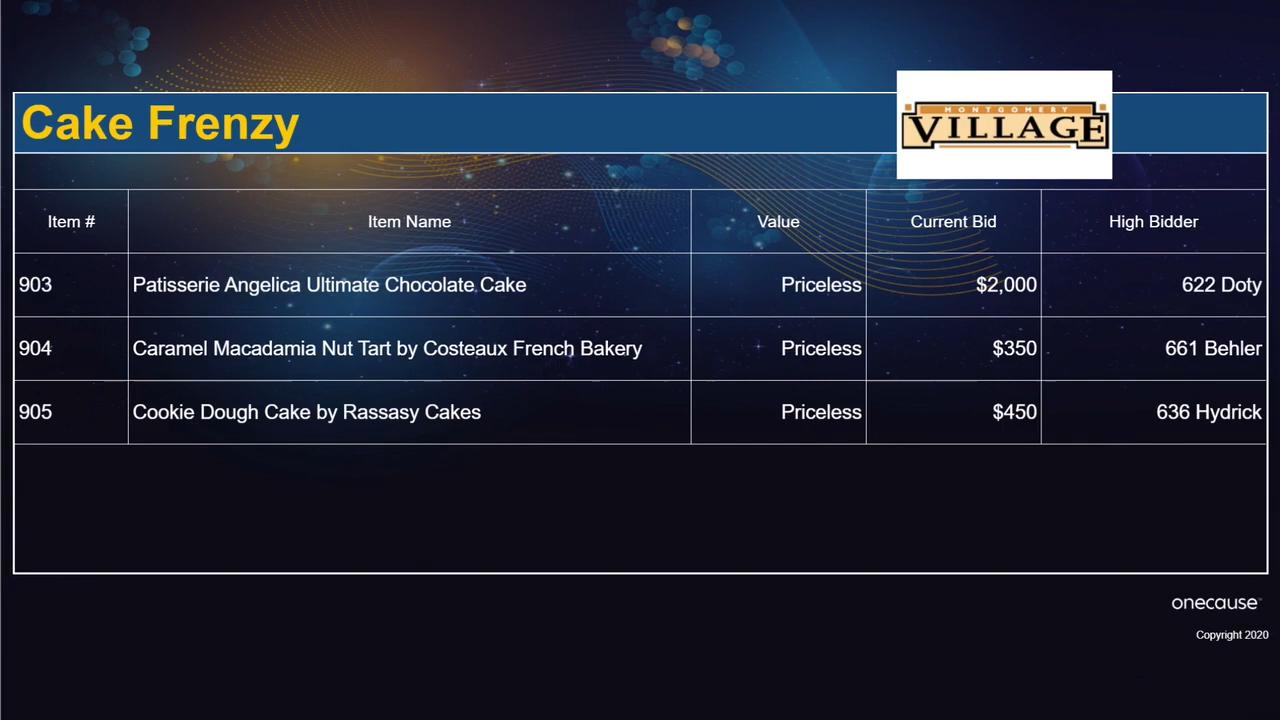 MONTGOMERY
VILLAGE
Cake Frenzy
Item # Item Name Value Current Bid High Bidder
903 Patisserie Angelica Ultimate Chocolate Cake Priceless $2,000 622 Doty
904 Caramel Macadamia Nut Tart by Costeaux French Bakery Priceless $350 661 Behler
905 Cookie Dough Cake by Rassasy Cakes Priceless $450 636 Hydrick
onecause™
Copyright 2020